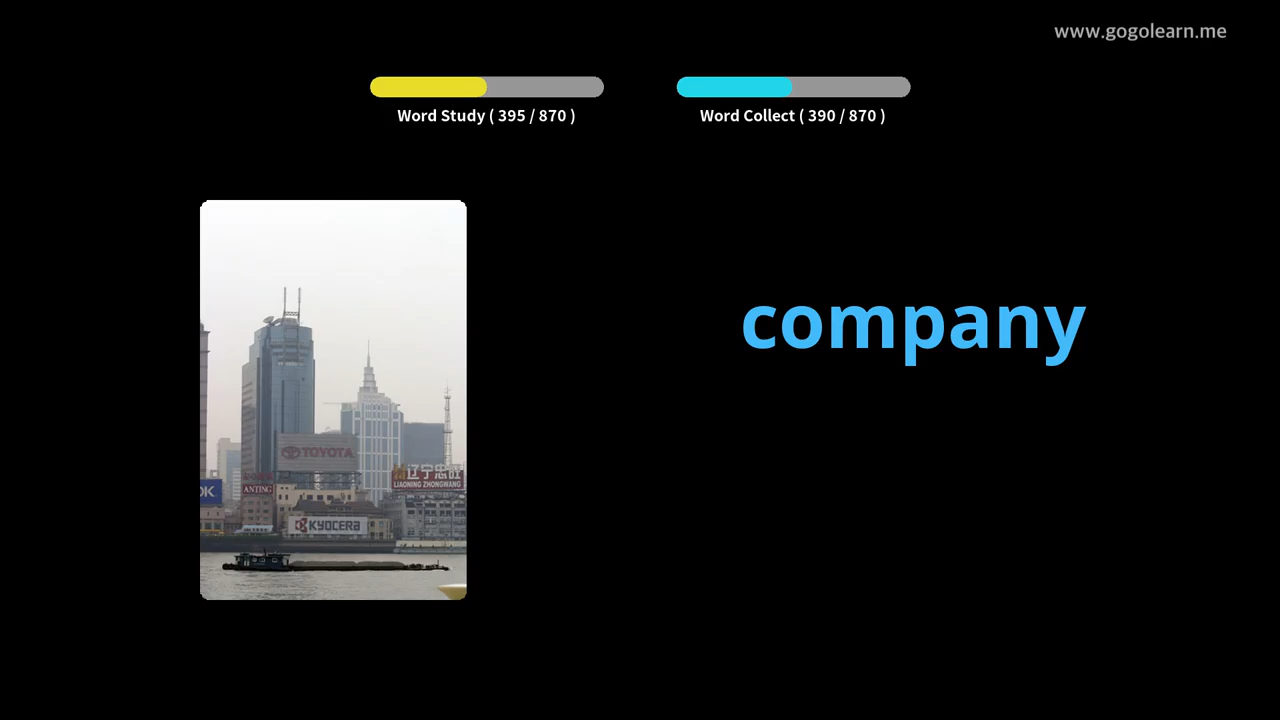 www.gogolearn.me
Word Study ( 395 / 870 )
Word Collect ( 390 / 870 )
company
TOYOTA
辽宁忠旺
LIAONING ZHONGWANG
OK
ANTING
KYOCERA